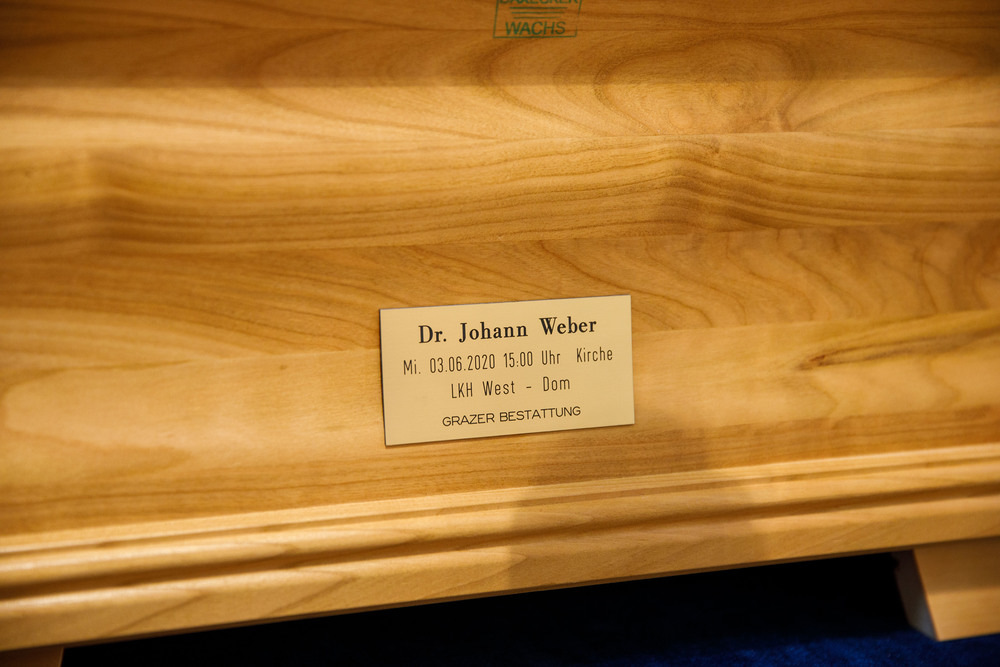 WACHS
Dr. Johann Weber
Mi. 03.06.2020 15:00 Uhr Kirche
LKH West - Dom
GRAZER BESTATTUNG